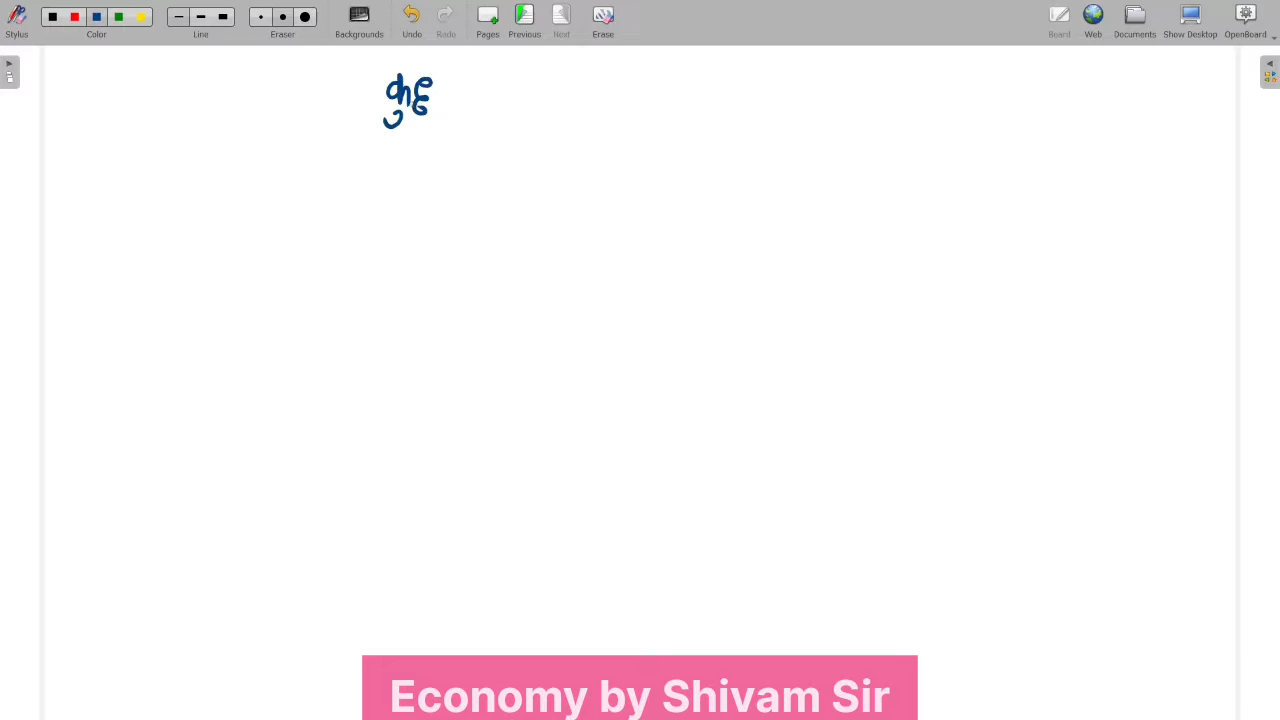 Stylus Color Line Eraser Backgrounds Undo Redo Pages Previous Next Erase Board Web Documents Show Desktop OpenBoard
कुछ
Economy by Shivam Sir